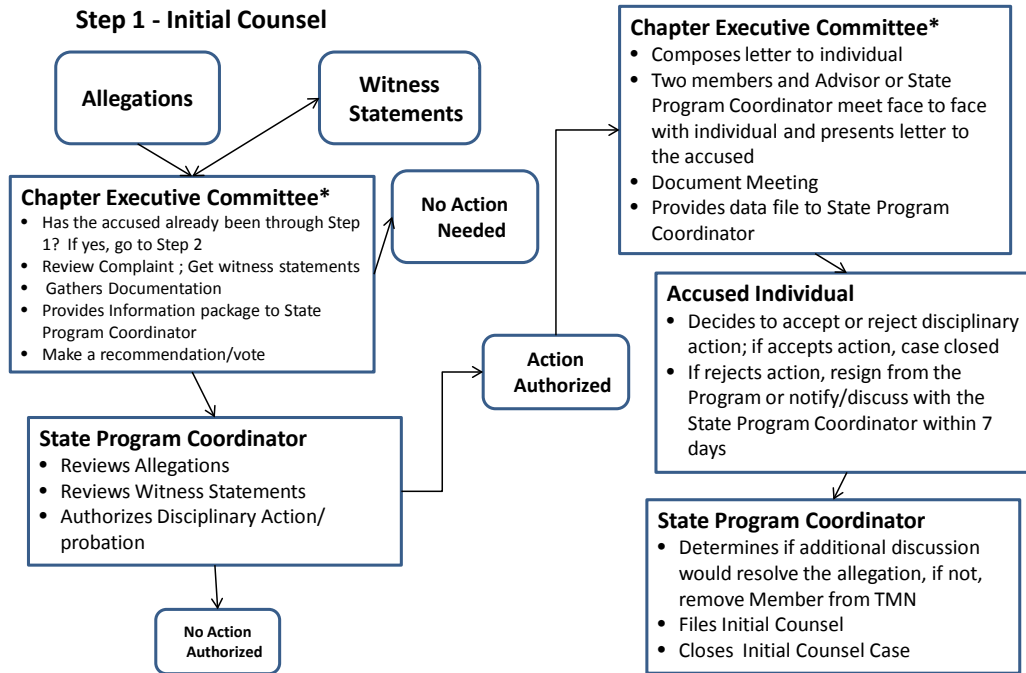 Step 1 - Initial Counsel
Allegations
Witness
Statements
Chapter Executive Committee*
• Has the accused already been through Step
1? If yes, go to Step 2
• Review Complaint ; Get witness statements
• Gathers Documentation
• Provides Information package to State
Program Coordinator
• Make a recommendation/vote
No Action
Needed
State Program Coordinator
• Reviews Allegations
• Reviews Witness Statements
• Authorizes Disciplinary Action/
probation
No Action
Authorized
Action
Authorized
Chapter Executive Committee*
• Composes letter to individual
• Two members and Advisor or State
Program Coordinator meet face to face
with individual and presents letter to
the accused
• Document Meeting
• Provides data file to State Program
Coordinator
Accused Individual
• Decides to accept or reject disciplinary
action; if accepts action, case closed
• If rejects action, resign from the
Program or notify/discuss with the
State Program Coordinator within 7
days
State Program Coordinator
• Determines if additional discussion
would resolve the allegation, if not,
remove Member from TMN
• Files Initial Counsel
• Closes Initial Counsel Case